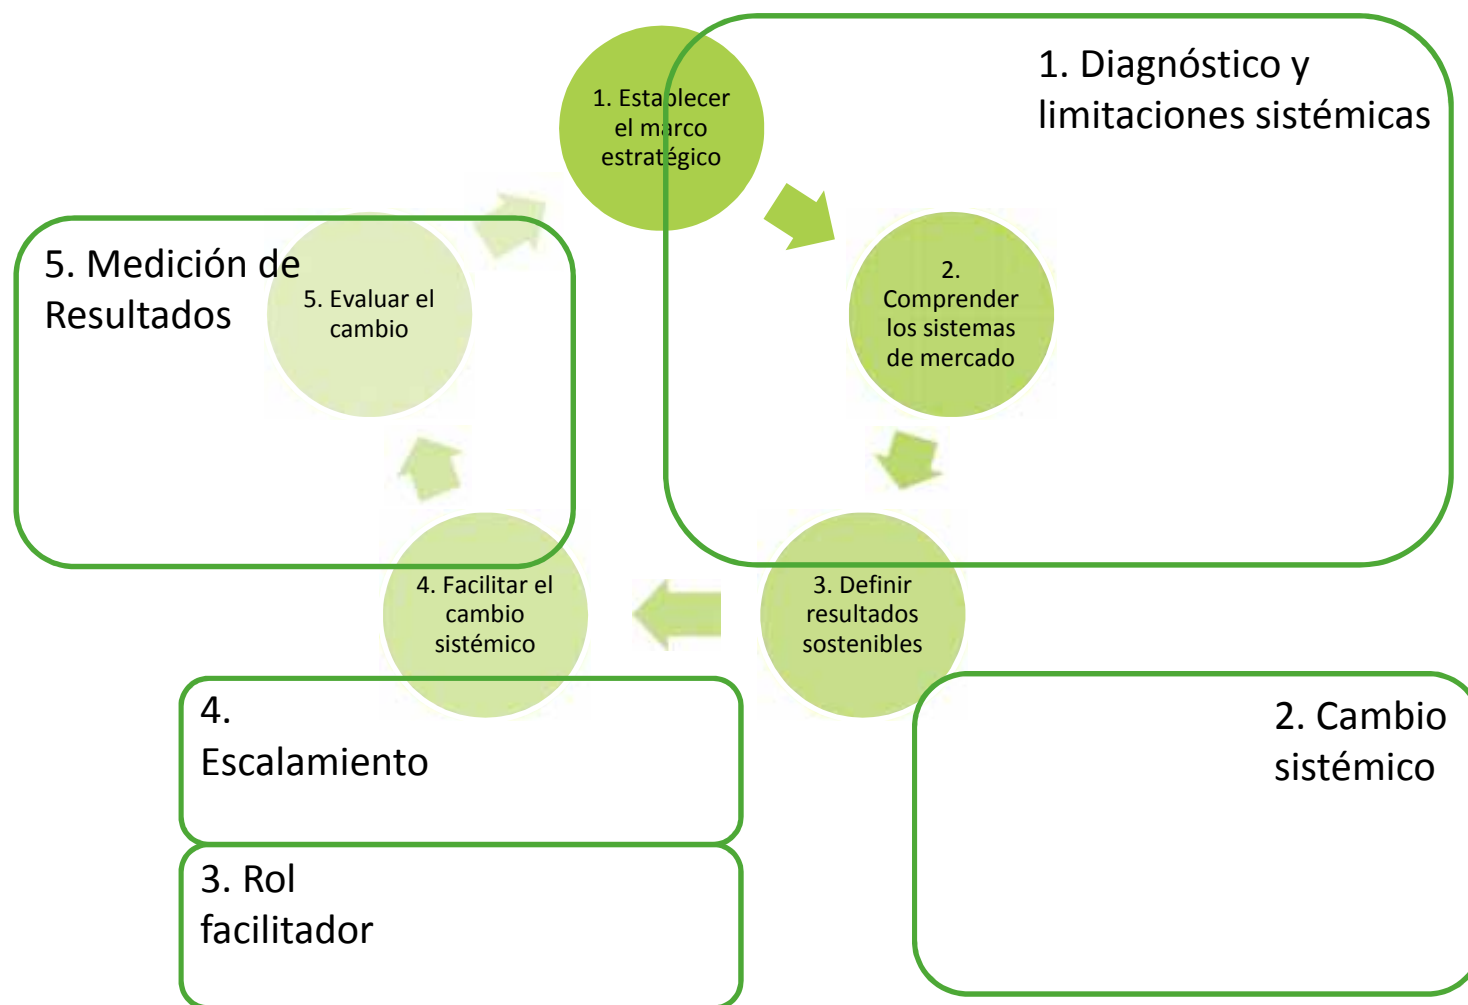 1. Diagnóstico y
limitaciones sistémicas
1. Establecer
el marco
estratégico
2.
Comprender
los sistemas
de mercado
5. Medición de
Resultados
5. Evaluar el
cambio
4. Facilitar el
cambio
sistémico
3. Definir
resultados
sostenibles
4.
Escalamiento
2. Cambio
sistémico
3. Rol
facilitador